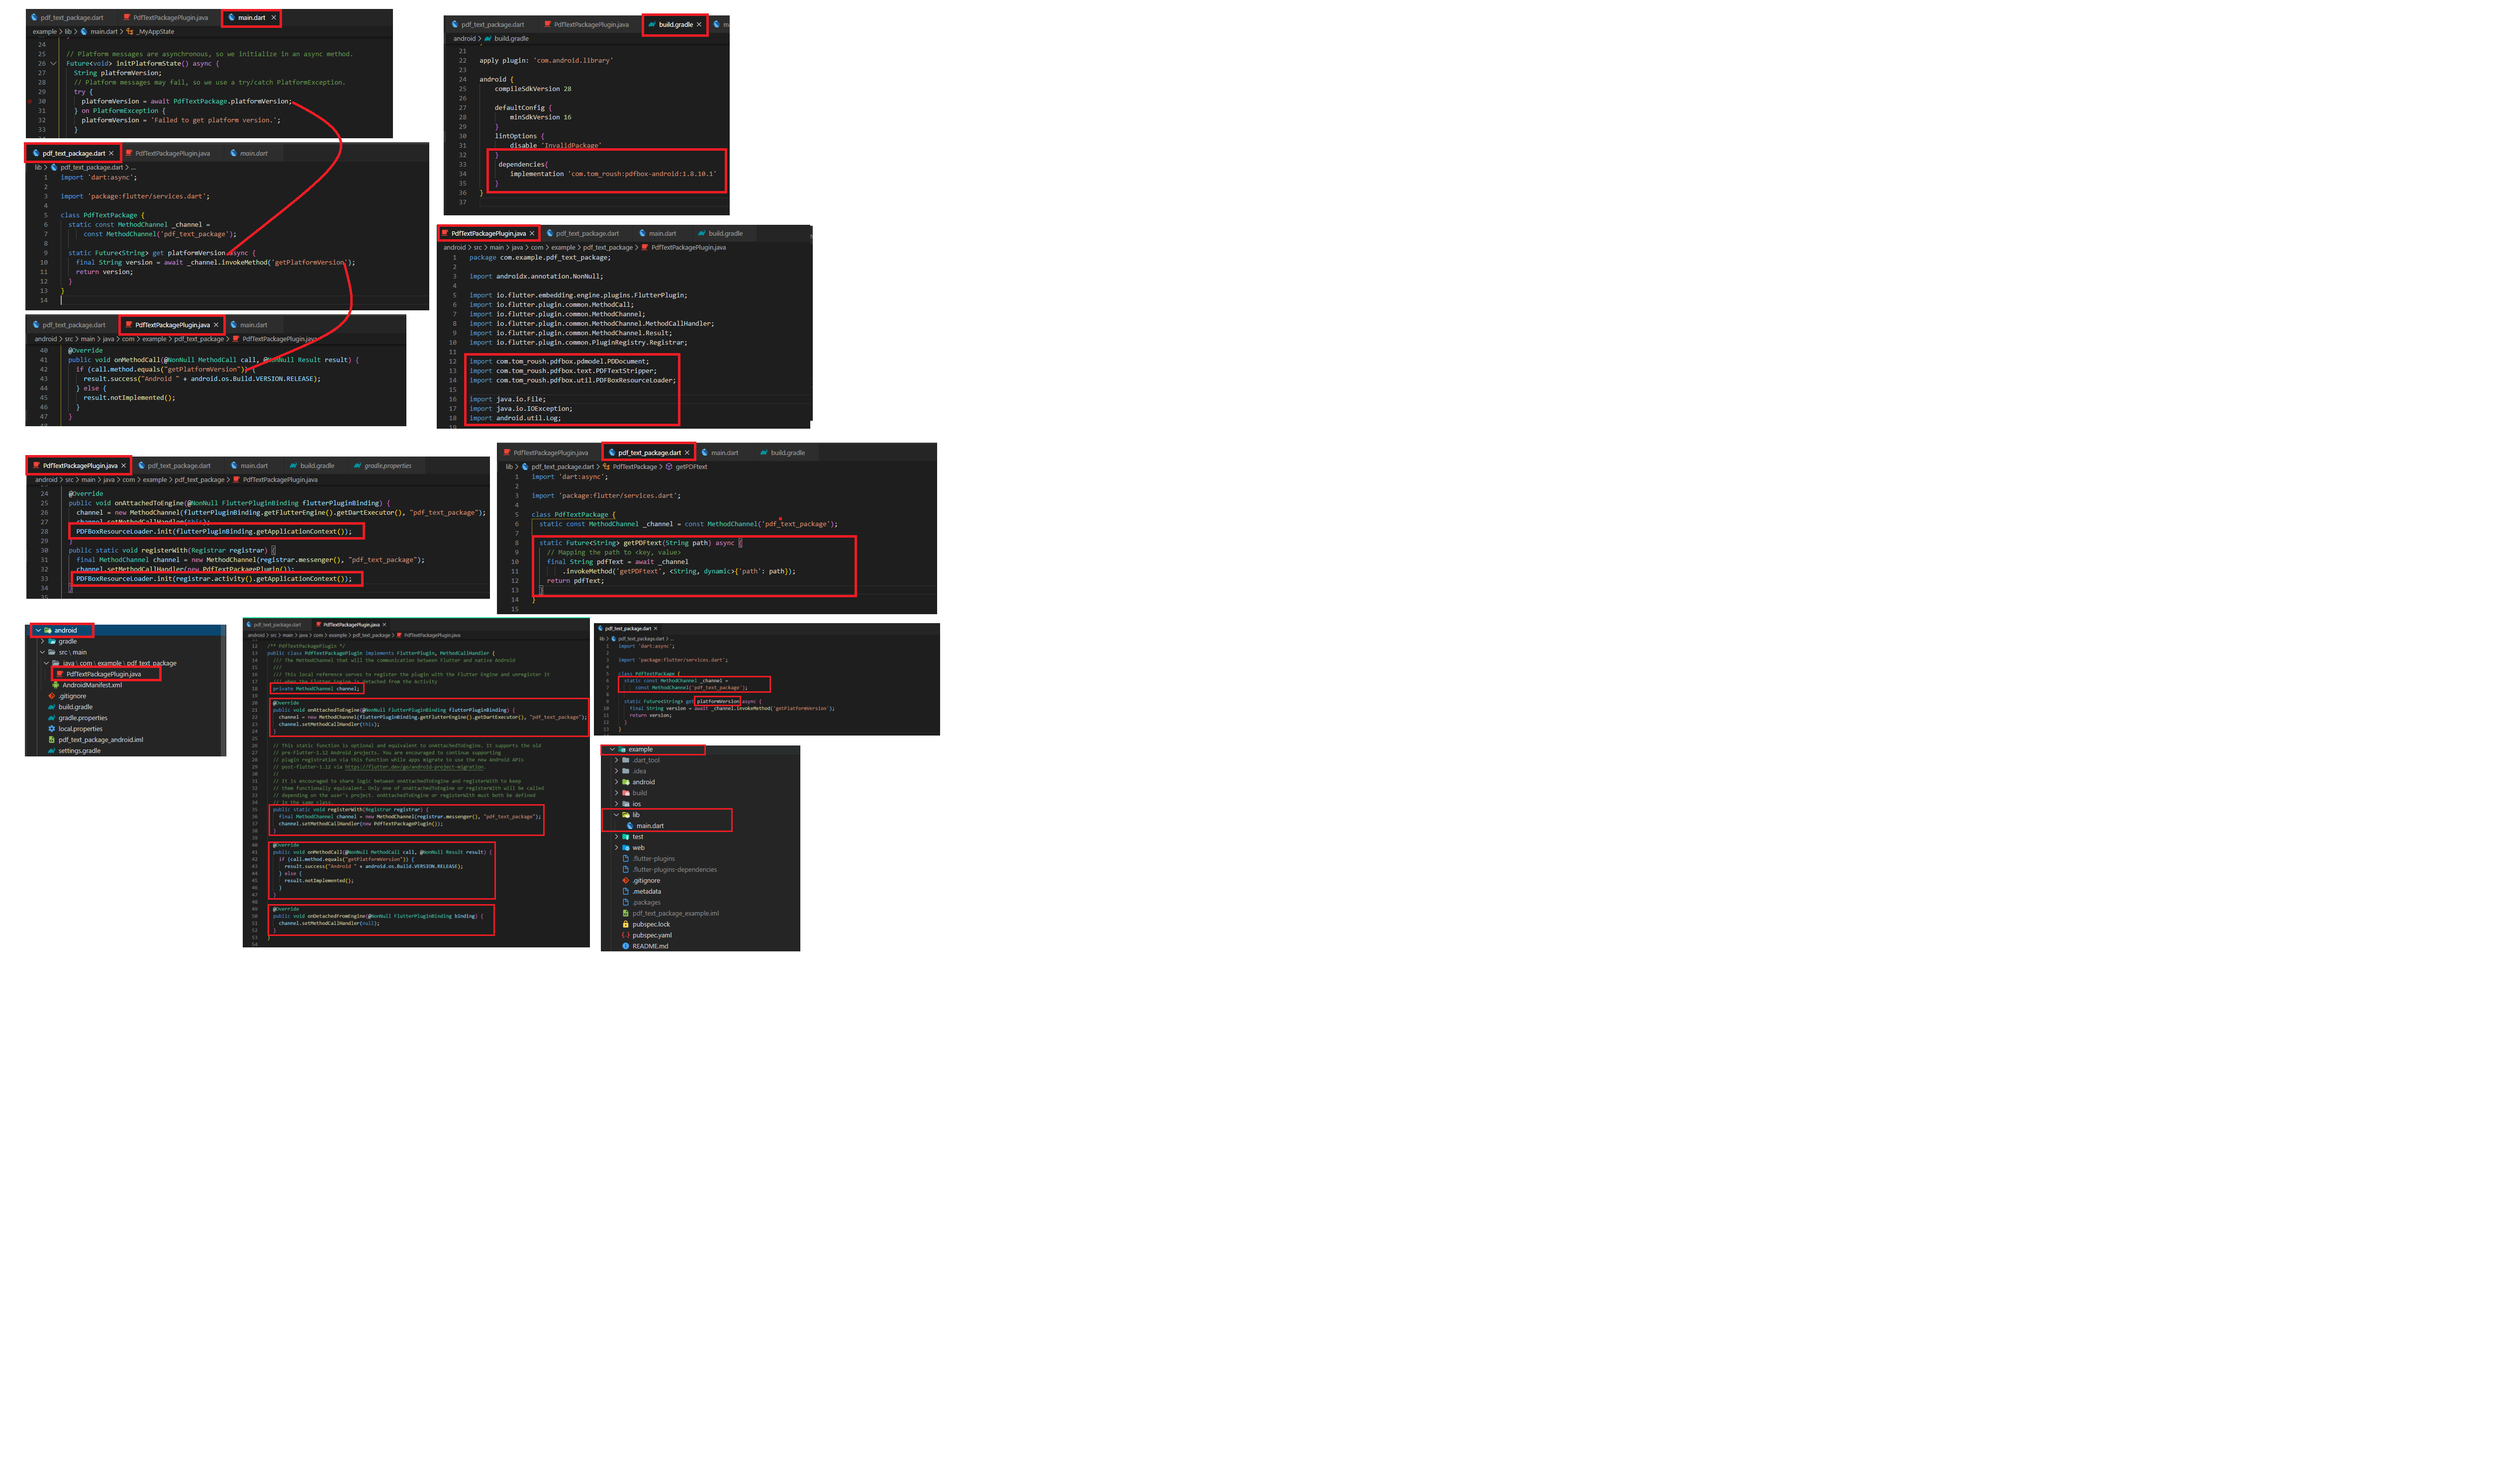 pdf_text_package.dart PdfTextPackagePlugin.java main.dart
example > lib > main.dart > _MyAppState
24
25 // Platform messages are asynchronous, so we initialize in an async method.
26 Future<void> initPlatformState() async {
27 String platformVersion;
28 // Platform messages may fail, so we use a try/catch PlatformException.
29 try {
30 platformVersion = await PdfTextPackage.platformVersion;
31 } on PlatformException {
32 platformVersion = 'Failed to get platform version.';
33 }
pdf_text_package.dart PdfTextPackagePlugin.java main.dart
lib > pdf_text_package.dart > ...
1 import 'dart:async';
2
3 import 'package:flutter/services.dart';
4
5 class PdfTextPackage {
6 static const MethodChannel _channel =
7 const MethodChannel('pdf_text_package');
8
9 static Future<String> get platformVersion async {
10 final String version = await _channel.invokeMethod('getPlatformVersion');
11 return version;
12 }
13 }
14
pdf_text_package.dart PdfTextPackagePlugin.java main.dart
android > src > main > java > com > example > pdf_text_package > PdfTextPackagePlugin.java
40 @Override
41 public void onMethodCall(@NonNull MethodCall call, @NonNull Result result) {
42 if (call.method.equals("getPlatformVersion")) {
43 result.success("Android " + android.os.Build.VERSION.RELEASE);
44 } else {
45 result.notImplemented();
46 }
47 }
pdf_text_package.dart PdfTextPackagePlugin.java build.gradle
android > build.gradle
21 }
22 apply plugin: 'com.android.library'
23
24 android {
25 compileSdkVersion 28
26
27 defaultConfig {
28 minSdkVersion 16
29 }
30 lintOptions {
31 disable 'InvalidPackage'
32 }
33 dependencies{
34 implementation 'com.tom_roush:pdfbox-android:1.8.10.1'
35 }
36 }
37
PdfTextPackagePlugin.java pdf_text_package.dart main.dart build.gradle
android > src > main > java > com > example > pdf_text_package > PdfTextPackagePlugin.java
1 package com.example.pdf_text_package;
2
3 import androidx.annotation.NonNull;
4
5 import io.flutter.embedding.engine.plugins.FlutterPlugin;
6 import io.flutter.plugin.common.MethodCall;
7 import io.flutter.plugin.common.MethodChannel;
8 import io.flutter.plugin.common.MethodChannel.MethodCallHandler;
9 import io.flutter.plugin.common.MethodChannel.Result;
10 import io.flutter.plugin.common.PluginRegistry.Registrar;
11
12 import com.tom_roush.pdfbox.pdmodel.PDDocument;
13 import com.tom_roush.pdfbox.text.PDFTextStripper;
14 import com.tom_roush.pdfbox.util.PDFBoxResourceLoader;
15
16 import java.io.File;
17 import java.io.IOException;
18 import android.util.Log;
19
PdfTextPackagePlugin.java pdf_text_package.dart main.dart build.gradle gradle.properties
android > src > main > java > com > example > pdf_text_package > PdfTextPackagePlugin.java
24 @Override
25 public void onAttachedToEngine(@NonNull FlutterPluginBinding flutterPluginBinding) {
26 channel = new MethodChannel(flutterPluginBinding.getFlutterEngine().getDartExecutor(), "pdf_text_package");
27 channel.setMethodCallHandler(this);
28 PDFBoxResourceLoader.init(flutterPluginBinding.getApplicationContext());
29 }
30 public static void registerWith(Registrar registrar) {
31 final MethodChannel channel = new MethodChannel(registrar.messenger(), "pdf_text_package");
32 channel.setMethodCallHandler(new PdfTextPackagePlugin());
33 PDFBoxResourceLoader.init(registrar.activity().getApplicationContext());
34 }
35
PdfTextPackagePlugin.java pdf_text_package.dart main.dart build.gradle
lib > pdf_text_package.dart > PdfTextPackage > getPDFtext
1 import 'dart:async';
2
3 import 'package:flutter/services.dart';
4
5 class PdfTextPackage {
6 static const MethodChannel _channel = const MethodChannel('pdf_text_package');
7
8 static Future<String> getPDFtext(String path) async {
9 // Mapping the path to <key, value>
10 final String pdfText = await _channel
11 .invokeMethod('getPDFtext', <String, dynamic>{'path': path});
12 return pdfText;
13 }
14 }
15
android
gradle
src \ main
java \ com \ example \ pdf_text_package
PdfTextPackagePlugin.java
AndroidManifest.xml
.gitignore
build.gradle
gradle.properties
local.properties
pdf_text_package_android.iml
settings.gradle
pdf_text_package.dart PdfTextPackagePlugin.java
android > src > main > java > com > example > pdf_text_package > PdfTextPackagePlugin.java
12 /** PdfTextPackagePlugin */
13 public class PdfTextPackagePlugin implements FlutterPlugin, MethodCallHandler {
14 /// The MethodChannel that will the communication between Flutter and native Android
15 ///
16 /// This local reference serves to register the plugin with the Flutter Engine and unregister it
17 /// when the Flutter Engine is detached from the Activity
18 private MethodChannel channel;
19
20 @Override
21 public void onAttachedToEngine(@NonNull FlutterPluginBinding flutterPluginBinding) {
22 channel = new MethodChannel(flutterPluginBinding.getFlutterEngine().getDartExecutor(), "pdf_text_package");
23 channel.setMethodCallHandler(this);
24 }
25
26 // This static function is optional and equivalent to onAttachedToEngine. It supports the old
27 // pre-Flutter-1.12 Android projects. You are encouraged to continue supporting
28 // plugin registration via this function while apps migrate to use the new Android APIs
29 // post-flutter-1.12 via https://flutter.dev/go/android-project-migration.
30 //
31 // It is encouraged to share logic between onAttachedToEngine and registerWith to keep
32 // them functionally equivalent. Only one of onAttachedToEngine or registerWith will be called
33 // depending on the user's project. onAttachedToEngine or registerWith must both be defined
34 // in the same class.
35 public static void registerWith(Registrar registrar) {
36 final MethodChannel channel = new MethodChannel(registrar.messenger(), "pdf_text_package");
37 channel.setMethodCallHandler(new PdfTextPackagePlugin());
38 }
39
40 @Override
41 public void onMethodCall(@NonNull MethodCall call, @NonNull Result result) {
42 if (call.method.equals("getPlatformVersion")) {
43 result.success("Android " + android.os.Build.VERSION.RELEASE);
44 } else {
45 result.notImplemented();
46 }
47 }
48
49 @Override
50 public void onDetachedFromEngine(@NonNull FlutterPluginBinding binding) {
51 channel.setMethodCallHandler(null);
52 }
53 }
54
pdf_text_package.dart
lib > pdf_text_package.dart > ...
1 import 'dart:async';
2
3 import 'package:flutter/services.dart';
4
5 class PdfTextPackage {
6 static const MethodChannel _channel =
7 const MethodChannel('pdf_text_package');
8
9 static Future<String> get platformVersion async {
10 final String version = await _channel.invokeMethod('getPlatformVersion');
11 return version;
12 }
13 }
example
.dart_tool
.idea
android
build
ios
lib
main.dart
test
web
.flutter-plugins
.flutter-plugins-dependencies
.gitignore
.metadata
.packages
pdf_text_package_example.iml
pubspec.lock
pubspec.yaml
README.md